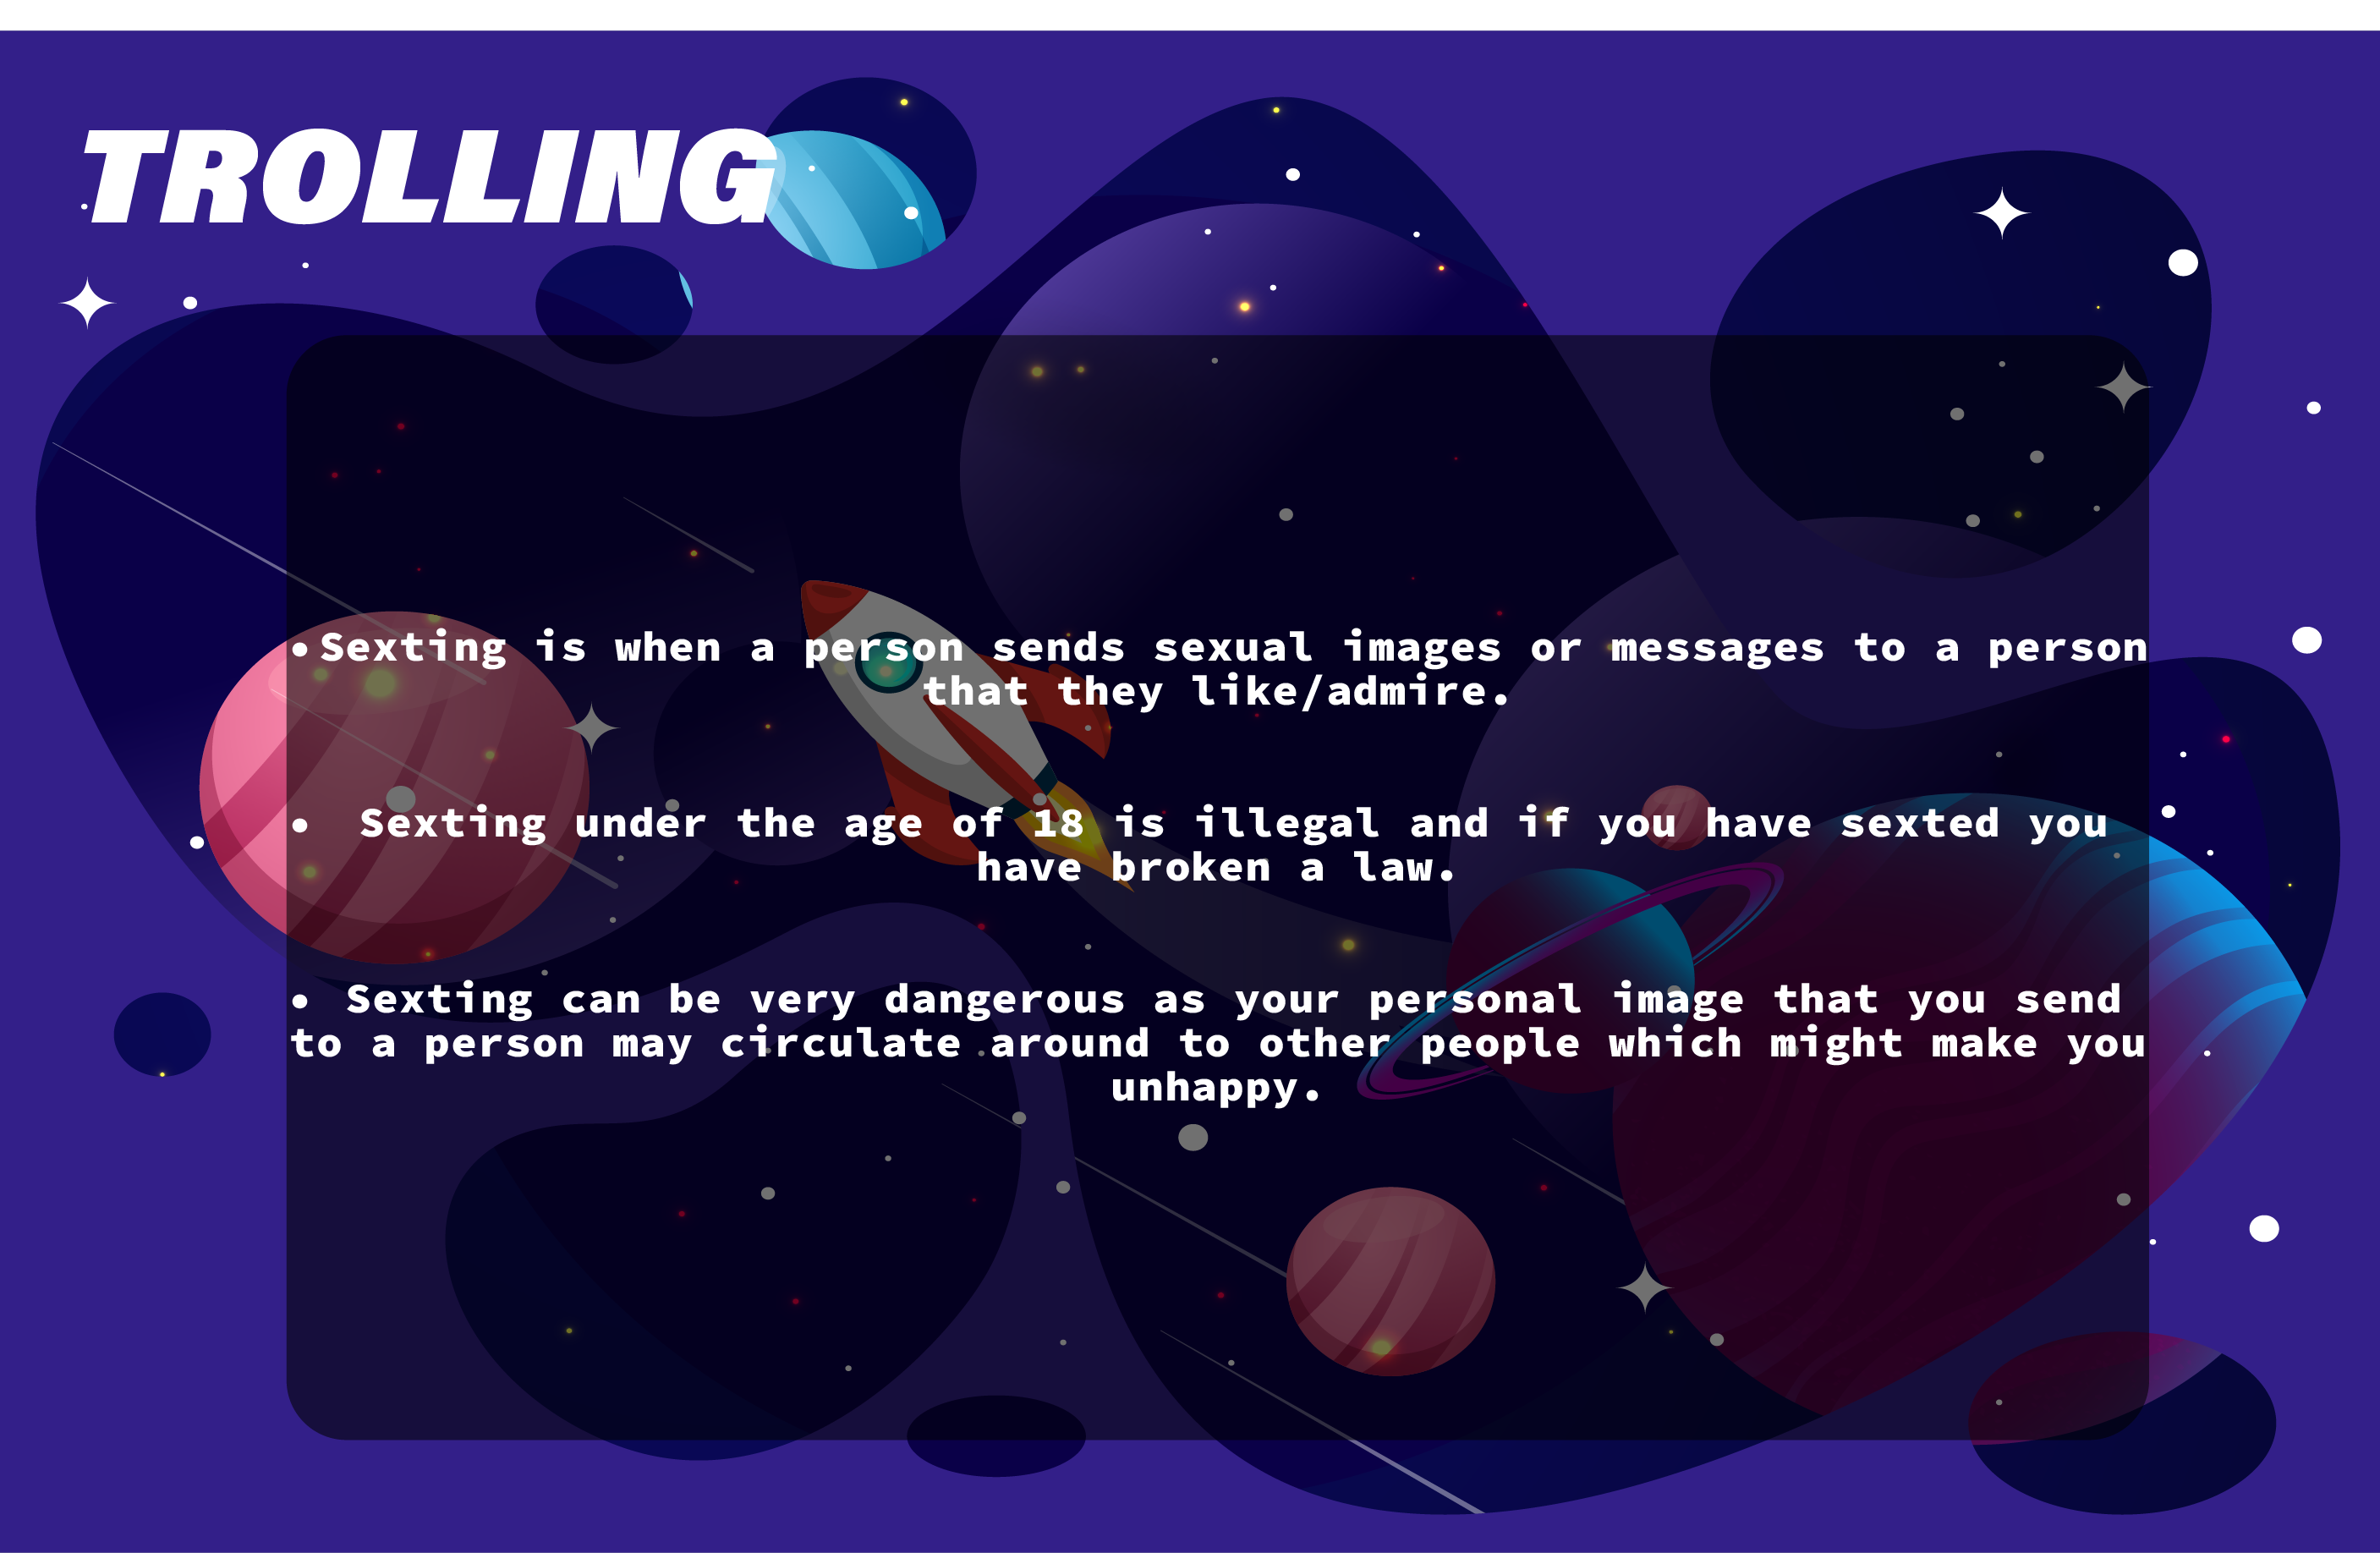 TROLLING
•Sexting is when a person sends sexual images or messages to a person
that they like/admire.
• Sexting under the age of 18 is illegal and if you have sexted you
have broken a law.
• Sexting can be very dangerous as your personal image that you send
to a person may circulate around to other people which might make you
unhappy.